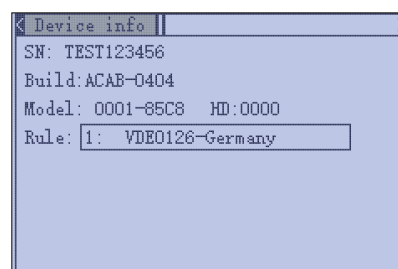 Device info
SN: TEST123456
Build:ACAB-0404
Model: 0001-85C8 HD:0000
Rule: 1: VDE0126-Germany